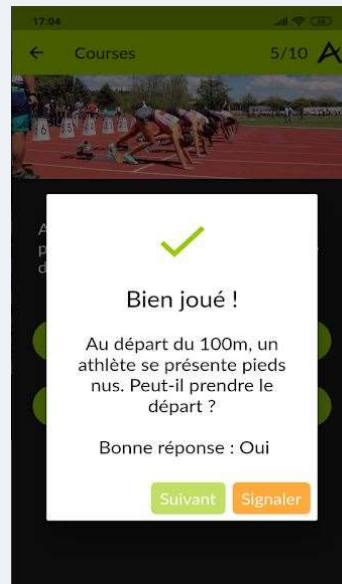 17:04
Courses 5/10
Bien joué !
Au départ du 100m, un
athlète se présente pieds
nus. Peut-il prendre le
départ ?
Bonne réponse : Oui
Suivant Signaler